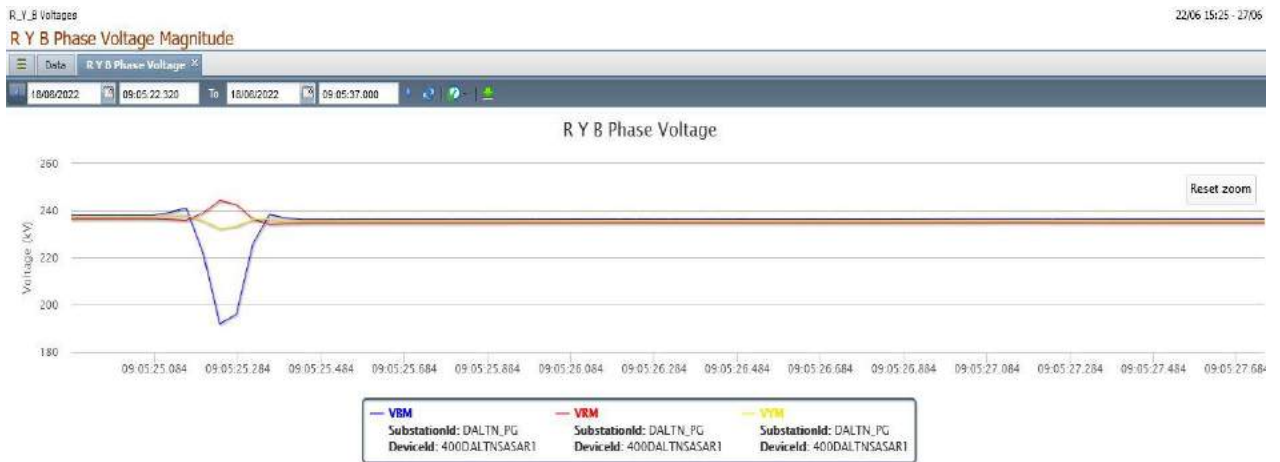 R_Y_B Voltages
22/06 15:25 - 27/06
R Y B Phase Voltage Magnitude
Data
R Y B Phase Voltage ×
18/06/2022 09:05:22.320 To 18/06/2022 09:05:37.000
R Y B Phase Voltage
Reset zoom
Voltage (kV)
260
240
220
200
180
09:05:25.084 09:05:25.284 09:05:25.484 09:05:25.684 09:05:25.884 09:05:26.084 09:05:26.284 09:05:26.484 09:05:26.684 09:05:26.884 09:05:27.084 09:05:27.284 09:05:27.484 09:05:27.684
VBM VRM VYM
SubstationId: DALTN_PG SubstationId: DALTN_PG SubstationId: DALTN_PG
DeviceId: 400DALTNSASAR1 DeviceId: 400DALTNSASAR1 DeviceId: 400DALTNSASAR1